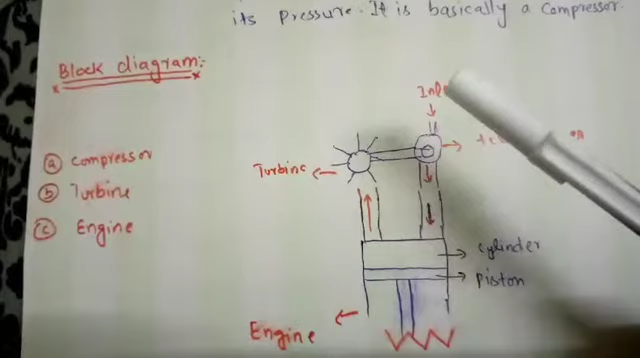 its pressure. It is basically a compressor.
Block diagram:
ⓐ compressor
ⓑ Turbine
ⓒ Engine
Turbine
cylinder
piston
Engine